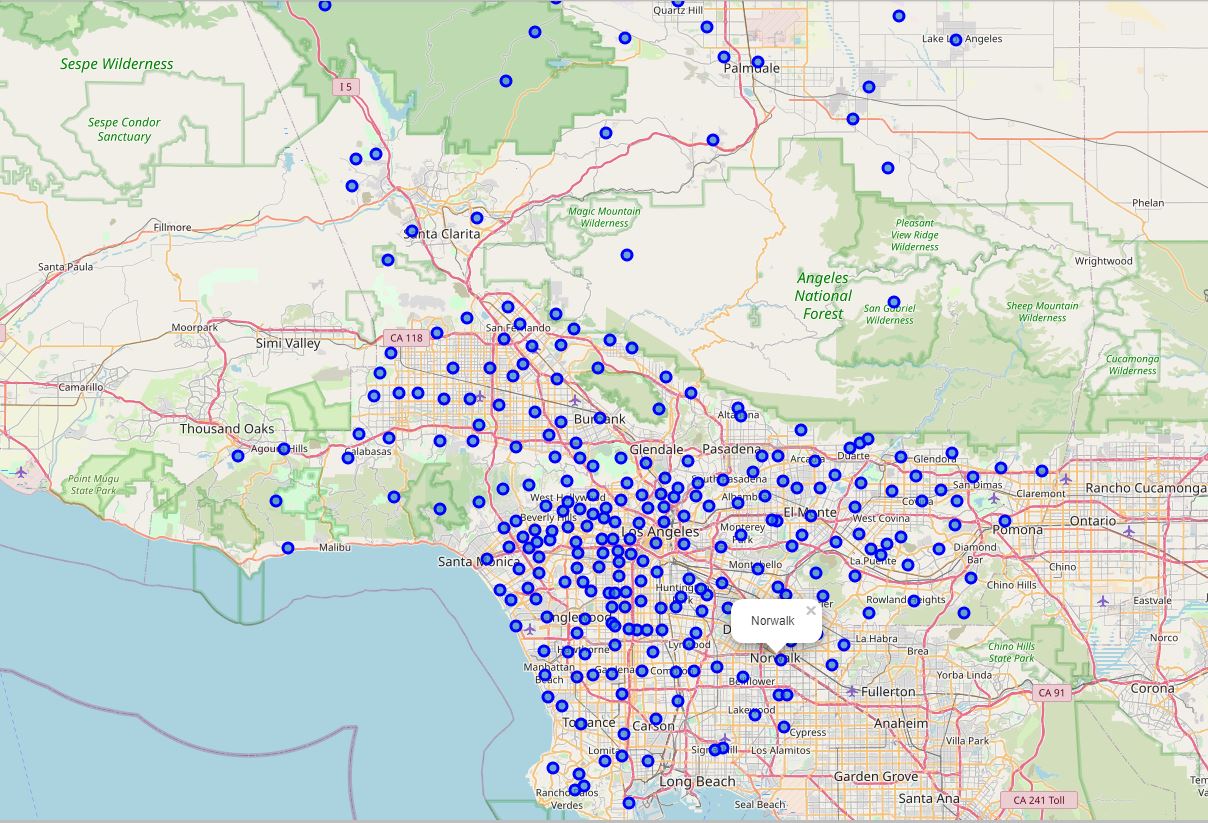 Quartz Hill
Lake Los Angeles
Sespe Wilderness
Palmdale
I 5
Sespe Condor
Sanctuary
Phelan
Magic Mountain
Wilderness
Fillmore
Santa Clarita
Pleasant
View Ridge
Wilderness
Santa Paula
Wrightwood
Angeles
National
Forest
San Gabriel
Wilderness
Sheep Mountain
Wilderness
Moorpark
San Fernando
CA 118
Simi Valley
Cucamonga
Wilderness
Camarillo
Altadena
Burbank
Thousand Oaks
Agoura Hills
Calabasas
Glendale
Pasadena
Arcadia
Duarte
Glendora
Point Mugu
State Park
South Pasadena
San Dimas
Claremont
Rancho Cucamonga
West Hollywood
Alhambra
Covina
Beverly Hills
El Monte
West Covina
Los Angeles
Monterey
Park
Pomona
Ontario
Malibu
Santa Monica
Montebello
La Puente
Diamond
Bar
Chino
Huntington
Park
Chino Hills
Rowland Heights
Eastvale
Inglewood
Norwalk
×
La Habra
Brea
Norco
Hawthorne
Lynwood
Norwalk
Chino Hills
State Park
Manhattan
Beach
Gardena
Compton
Bellflower
Yorba Linda
Fullerton
CA 91
Corona
Torrance
Carson
Lakewood
Cypress
Anaheim
Villa Park
Lomita
Signal Hill
Los Alamitos
Long Beach
Garden Grove
Rancho Palos
Verdes
Seal Beach
Santa Ana
CA 241 Toll